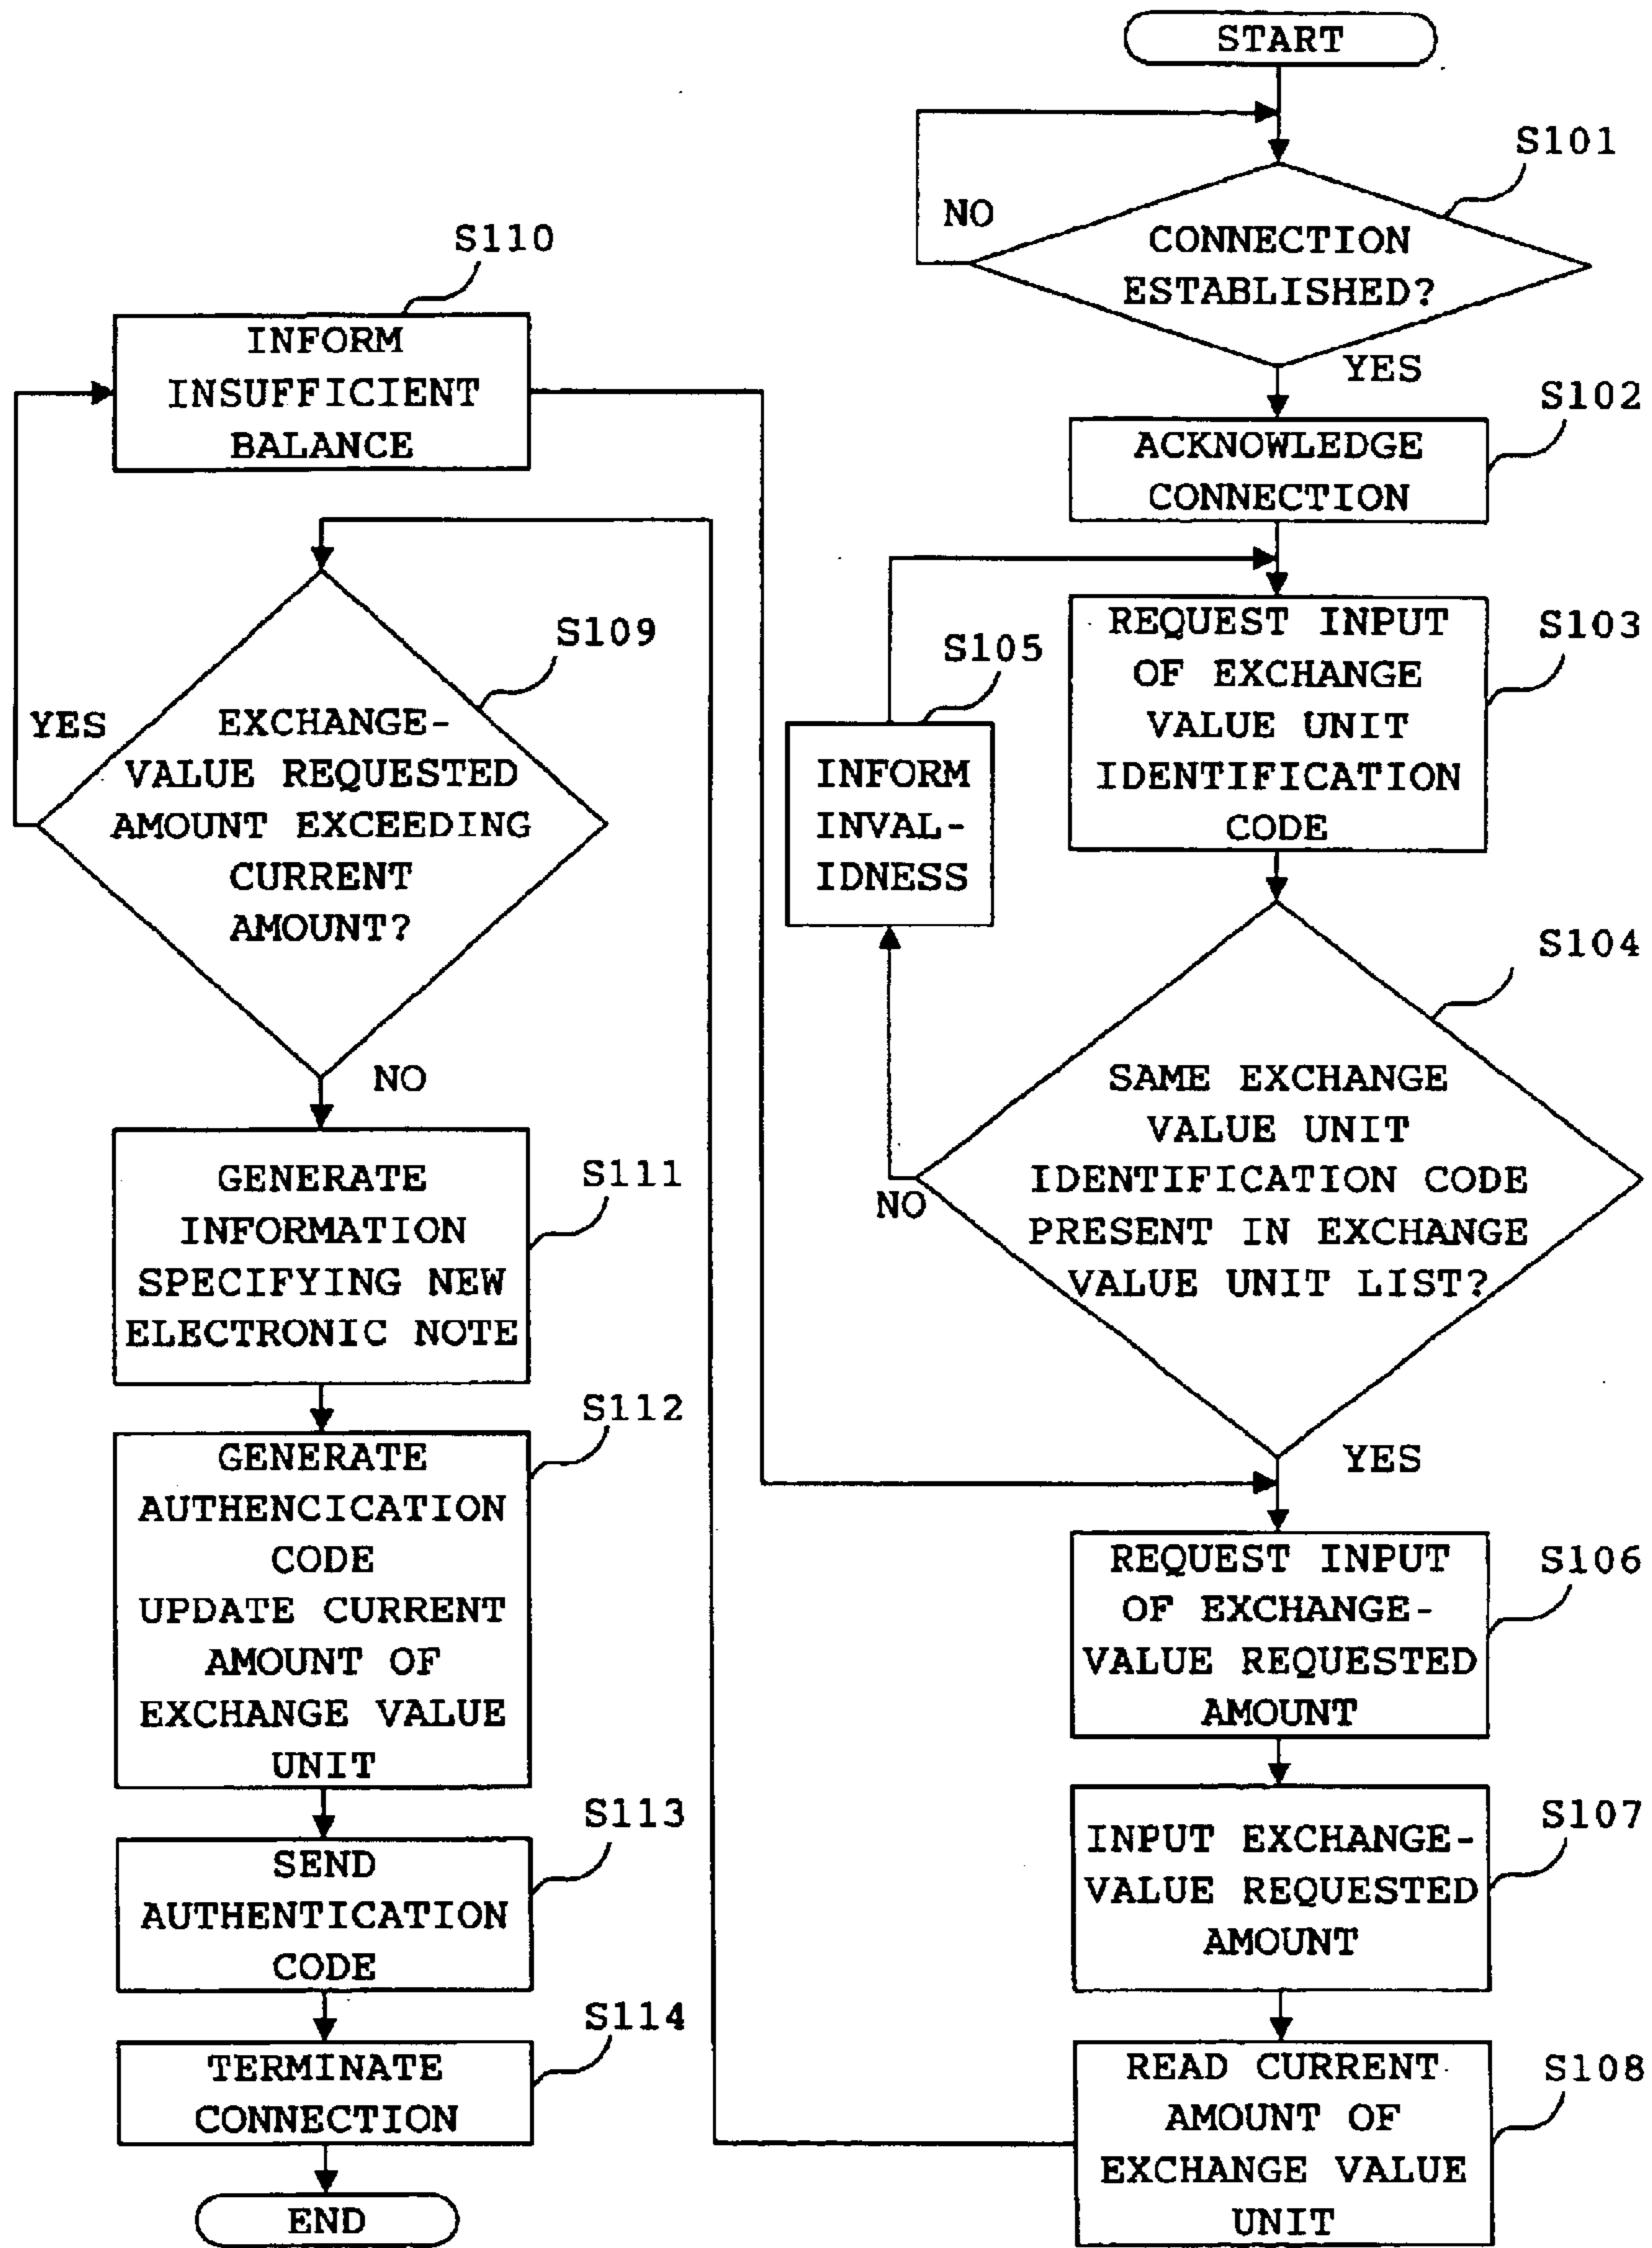 START
S101
NO
CONNECTION
ESTABLISHED?
YES
S102
ACKNOWLEDGE
CONNECTION
S103
REQUEST INPUT
OF EXCHANGE
VALUE UNIT
IDENTIFICATION
CODE
S105
INFORM
INVAL-
IDNESS
S104
SAME EXCHANGE
VALUE UNIT
IDENTIFICATION CODE
PRESENT IN EXCHANGE
VALUE UNIT LIST?
NO
YES
S106
REQUEST INPUT
OF EXCHANGE-
VALUE REQUESTED
AMOUNT
S107
INPUT EXCHANGE-
VALUE REQUESTED
AMOUNT
S108
READ CURRENT
AMOUNT OF
EXCHANGE VALUE
UNIT
S110
INFORM
INSUFFICIENT
BALANCE
S109
YES
EXCHANGE-
VALUE REQUESTED
AMOUNT EXCEEDING
CURRENT
AMOUNT?
NO
S111
GENERATE
INFORMATION
SPECIFYING NEW
ELECTRONIC NOTE
S112
GENERATE
AUTHENCICATION
CODE
UPDATE CURRENT
AMOUNT OF
EXCHANGE VALUE
UNIT
S113
SEND
AUTHENTICATION
CODE
S114
TERMINATE
CONNECTION
END